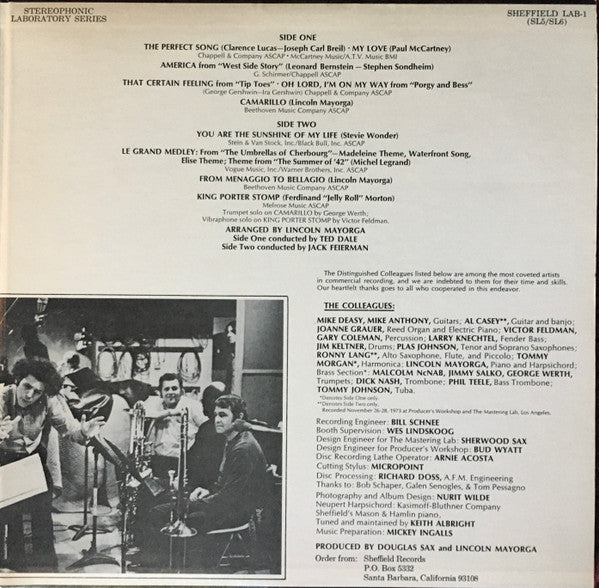 STEREOPHONIC
LABORATORY SERIES
SHEFFIELD LAB-1
(SL5/SL6)
SIDE ONE
THE PERFECT SONG (Clarence Lucas—Joseph Carl Breil) · MY LOVE (Paul McCartney)
Chappell & Company ASCAP · McCartney Music/A.T.V. Music BMI
AMERICA from "West Side Story" (Leonard Bernstein — Stephen Sondheim)
G. Schirmer/Chappell ASCAP
THAT CERTAIN FEELING from "Tip Toes" · OH LORD, I'M ON MY WAY from "Porgy and Bess"
(George Gershwin—Ira Gershwin) Chappell & Company ASCAP
CAMARILLO (Lincoln Mayorga)
Beethoven Music Company ASCAP
SIDE TWO
YOU ARE THE SUNSHINE OF MY LIFE (Stevie Wonder)
Stein & Van Stock, Inc./Black Bull, Inc. ASCAP
LE GRAND MEDLEY: From "The Umbrellas of Cherbourg"—Madeleine Theme, Waterfront Song,
Elise Theme; Theme from "The Summer of '42" (Michel Legrand)
Vogue Music, Inc./Warner Brothers, Inc. ASCAP
FROM MENAGGIO TO BELLAGIO (Lincoln Mayorga)
Beethoven Music Company ASCAP
KING PORTER STOMP (Ferdinand "Jelly Roll" Morton)
Melrose Music ASCAP
Trumpet solo on CAMARILLO by George Werth;
Vibraphone solo on KING PORTER STOMP by Victor Feldman.
ARRANGED BY LINCOLN MAYORGA
Side One conducted by TED DALE
Side Two conducted by JACK FEIERMAN
The Distinguished Colleagues listed below are among the most coveted artists
in commercial recording, and we are indebted to them for their time and skills.
Our heartfelt thanks goes to all who cooperated in this endeavor.
THE COLLEAGUES:
MIKE DEASY, MIKE ANTHONY, Guitars; AL CASEY**, Guitar and banjo;
JOANNE GRAUER, Reed Organ and Electric Piano; VICTOR FELDMAN,
GARY COLEMAN, Percussion; LARRY KNECHTEL, Fender Bass;
JIM KELTNER, Drums; PLAS JOHNSON, Tenor and Soprano Saxophones;
RONNY LANG**, Alto Saxophone, Flute, and Piccolo; TOMMY
MORGAN*, Harmonica; LINCOLN MAYORGA, Piano and Harpsichord;
Brass Section*: MALCOLM McNAB, JIMMY SALKO, GEORGE WERTH,
Trumpets; DICK NASH, Trombone; PHIL TEELE, Bass Trombone;
TOMMY JOHNSON, Tuba.
*Denotes Side One only.
**Denotes Side Two only.
Recorded November 26-28, 1973 at Producer's Workshop and The Mastering Lab, Los Angeles.
Recording Engineer: BILL SCHNEE
Booth Supervision: WES LINDSKOOG
Design Engineer for The Mastering Lab: SHERWOOD SAX
Design Engineer for Producer's Workshop: BUD WYATT
Disc Recording Lathe Operator: ARNIE ACOSTA
Cutting Stylus: MICROPOINT
Disc Processing: RICHARD DOSS, A.F.M. Engineering
Thanks to: Bob Schaper, Galen Senogles, & Tom Pessagno
Photography and Album Design: NURIT WILDE
Neupert Harpsichord: Kasimoff-Bluthner Company
Sheffield's Mason & Hamlin piano,
Tuned and maintained by KEITH ALBRIGHT
Music Preparation: MICKEY INGALLS
PRODUCED BY DOUGLAS SAX and LINCOLN MAYORGA
Order from: Sheffield Records
P.O. Box 5332
Santa Barbara, California 93108